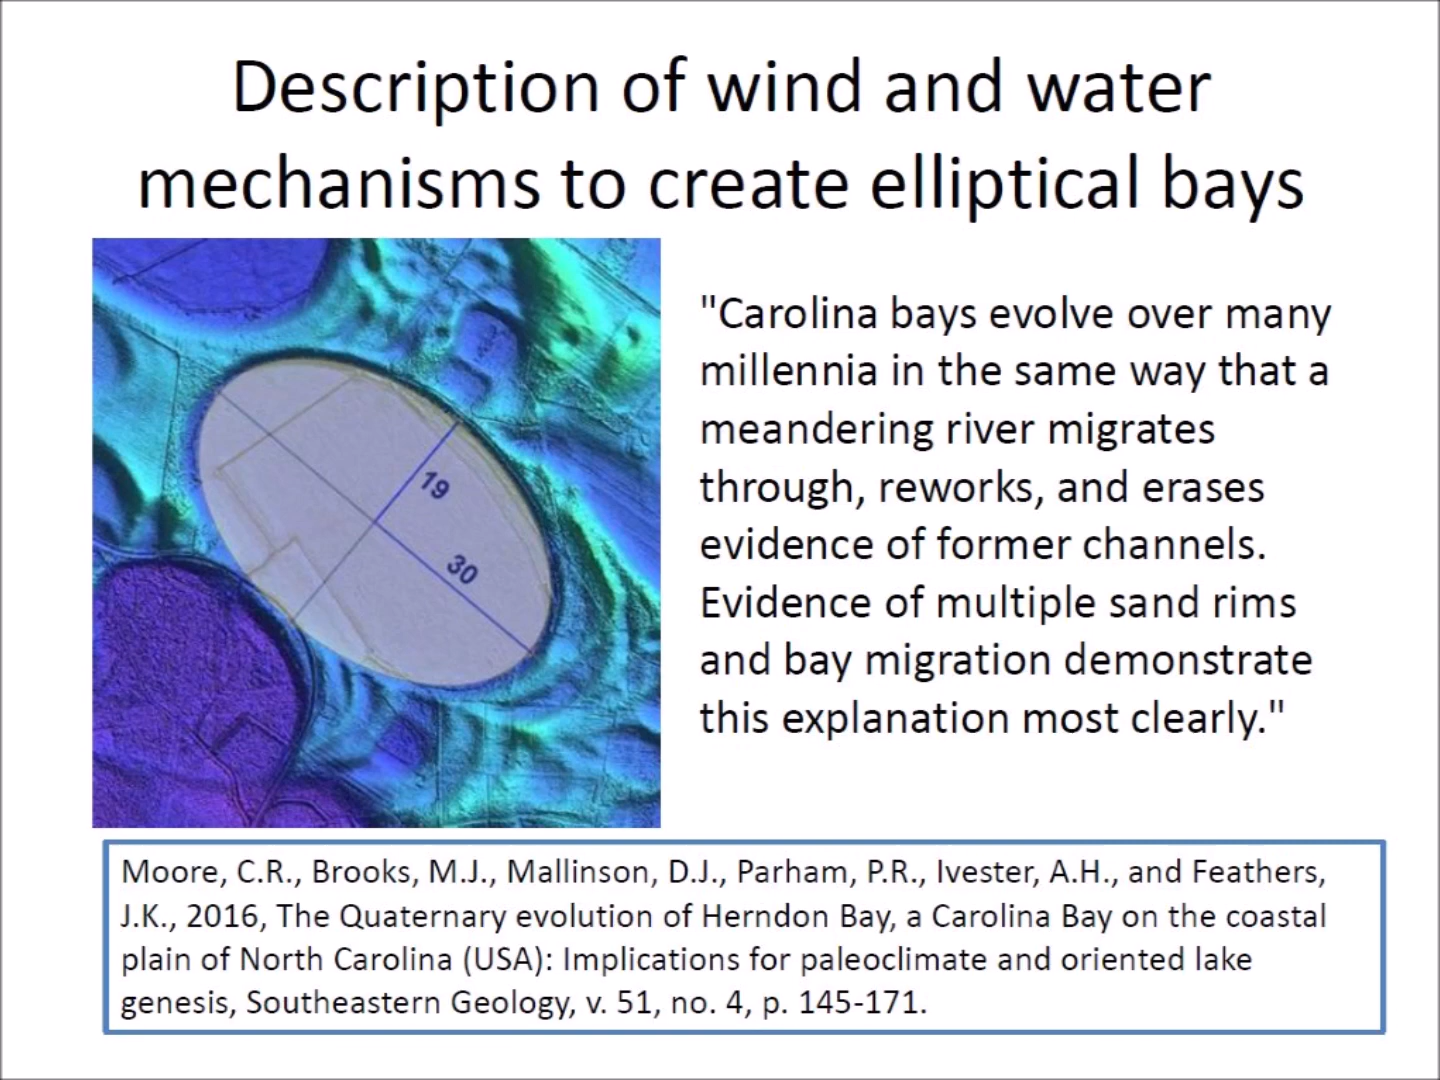 Description of wind and water
mechanisms to create elliptical bays
19
30
"Carolina bays evolve over many
millennia in the same way that a
meandering river migrates
through, reworks, and erases
evidence of former channels.
Evidence of multiple sand rims
and bay migration demonstrate
this explanation most clearly."
Moore, C.R., Brooks, M.J., Mallinson, D.J., Parham, P.R., Ivester, A.H., and Feathers,
J.K., 2016, The Quaternary evolution of Herndon Bay, a Carolina Bay on the coastal
plain of North Carolina (USA): Implications for paleoclimate and oriented lake
genesis, Southeastern Geology, v. 51, no. 4, p. 145-171.